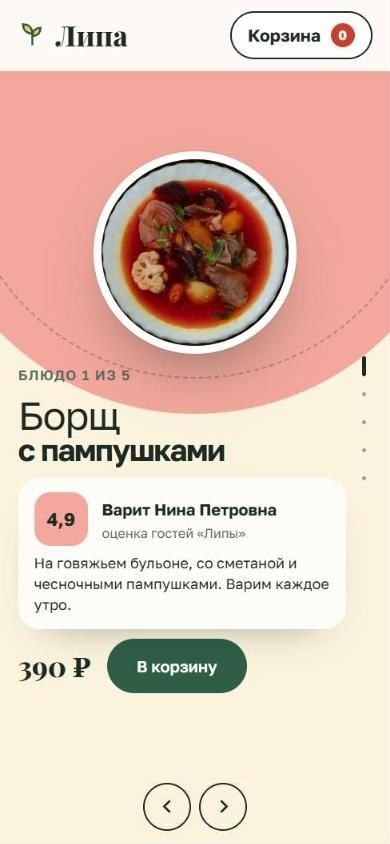 Липа
Корзина 0
БЛЮДО 1 ИЗ 5
Борщ
с пампушками
4,9
Варит Нина Петровна
оценка гостей «Липы»
На говяжьем бульоне, со сметаной и
чесночными пампушками. Варим каждое
утро.
390 ₽
В корзину